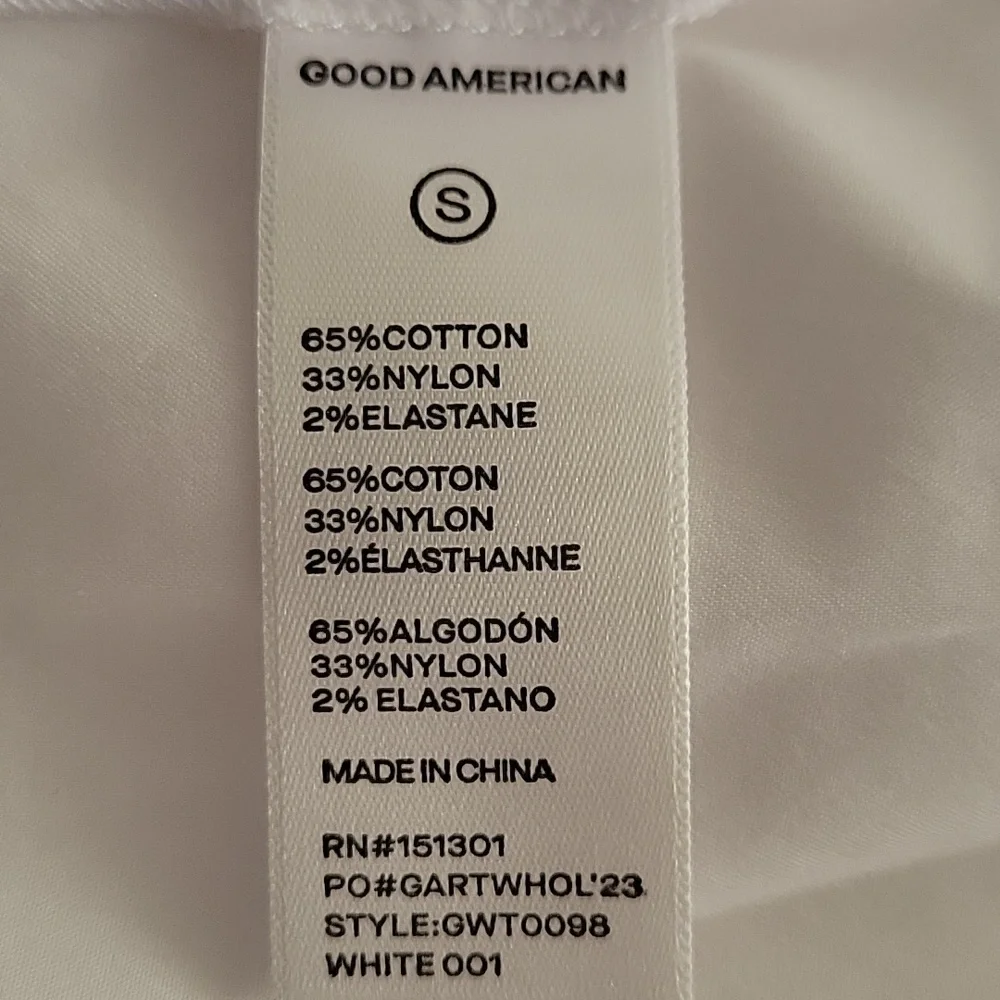 GOOD AMERICAN
S
65%COTTON
33%NYLON
2%ELASTANE
65%COTON
33%NYLON
2%ÉLASTHANNE
65%ALGODÓN
33%NYLON
2% ELASTANO
MADE IN CHINA
RN#151301
PO#GARTWHOL'23
STYLE:GWT0098
WHITE 001